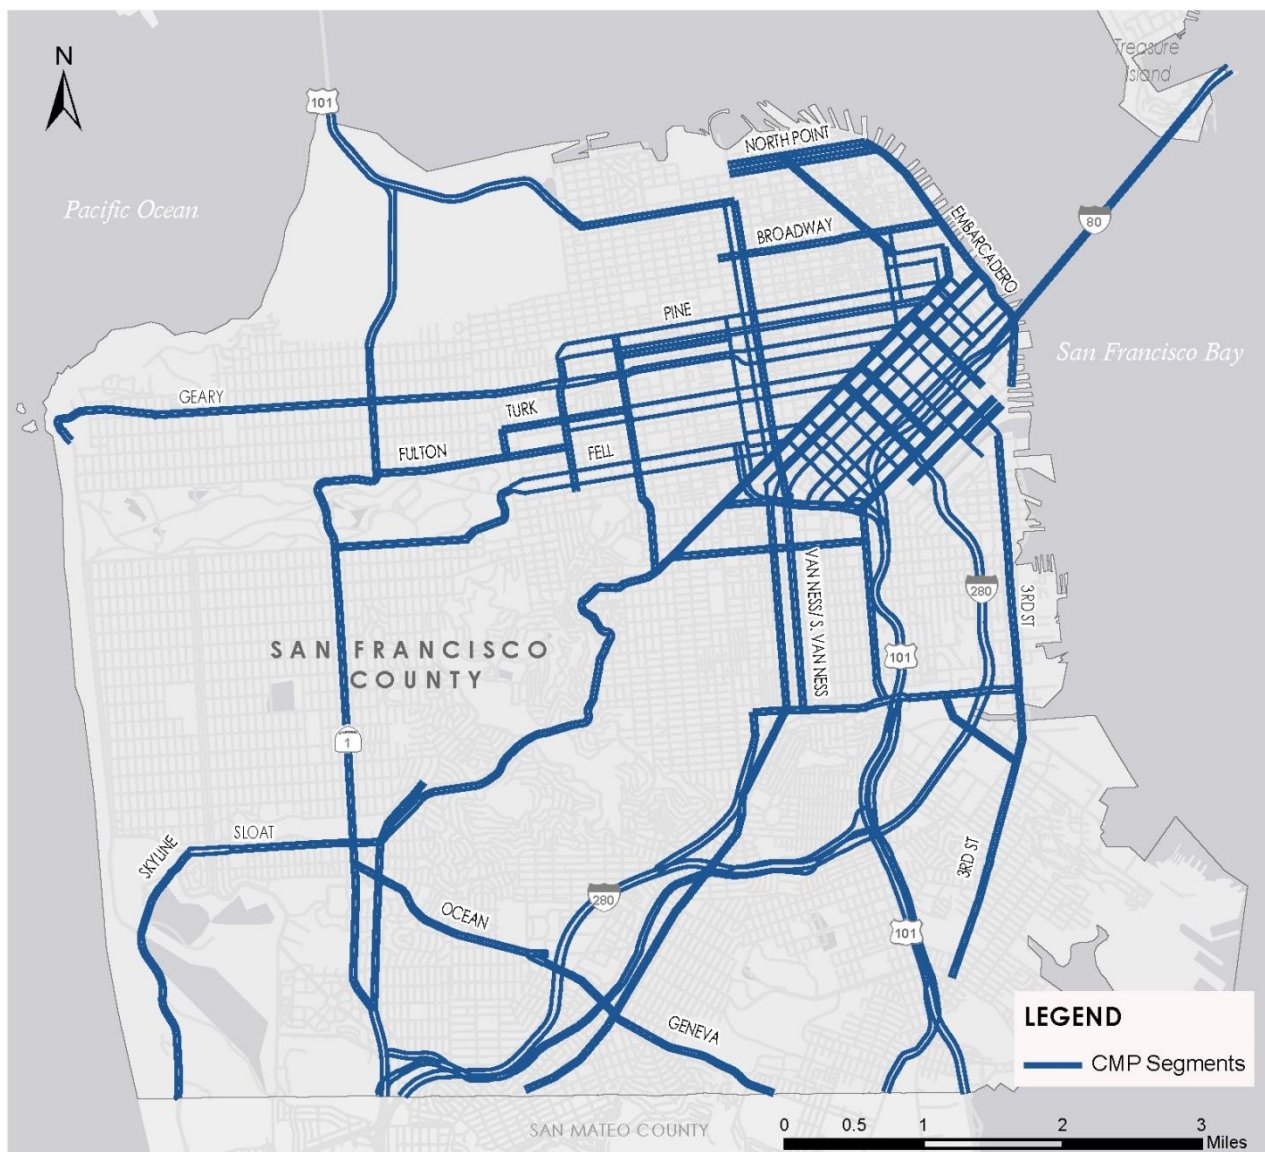 N
Treasure
Island
101
NORTH POINT
Pacific Ocean
80
EMBARCADERO
BROADWAY
PINE
San Francisco Bay
GEARY
TURK
FULTON
FELL
VAN NESS/ S. VAN NESS
280
3RD ST
SAN FRANCISCO
COUNTY
101
CALIFORNIA
1
SLOAT
SKYLINE
3RD ST
280
OCEAN
101
GENEVA
LEGEND
CMP Segments
SAN MATEO COUNTY
0 0.5 1 2 3
Miles